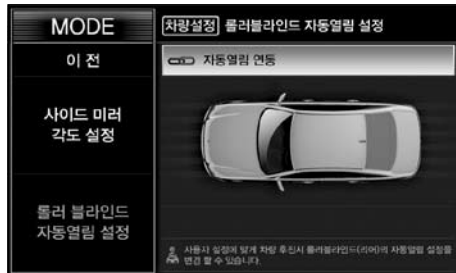 MODE
차량설정 롤러블라인드 자동열림 설정
이 전
자동열림 연동
사이드 미러
각도 설정
롤러 블라인드
자동열림 설정
사용자 설정에 맞게 차량 후진시 롤러블라인드(리어)의 자동열림 설정을
변경 할 수 있습니다.